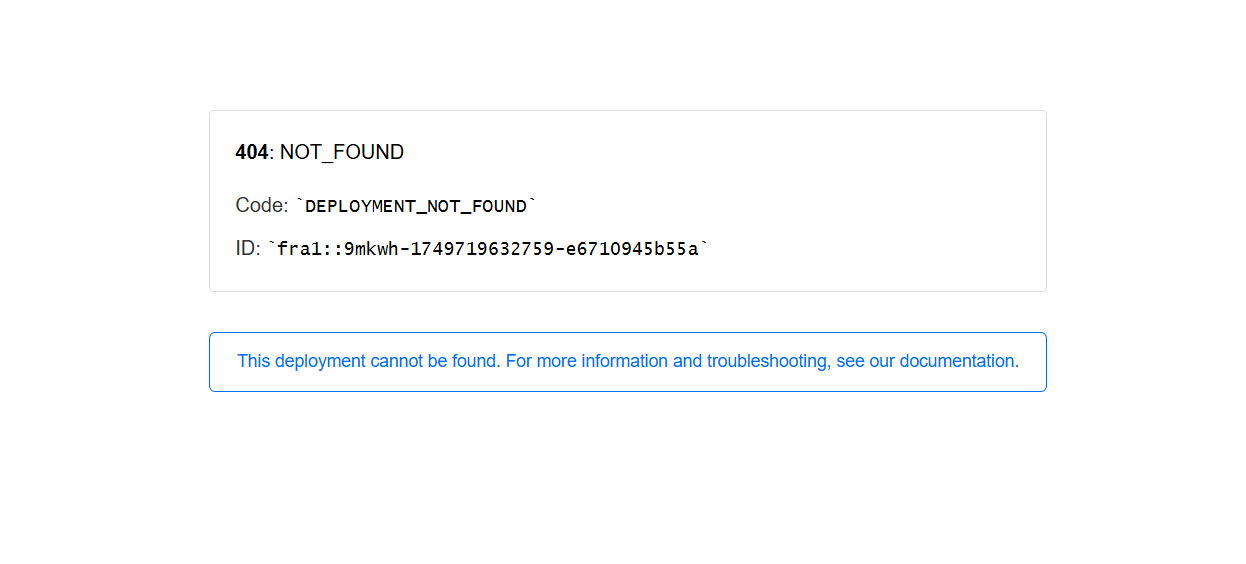 404: NOT_FOUND
Code: `DEPLOYMENT_NOT_FOUND`
ID: `fra1::9mkwh-1749719632759-e6710945b55a`
This deployment cannot be found. For more information and troubleshooting, see our documentation.